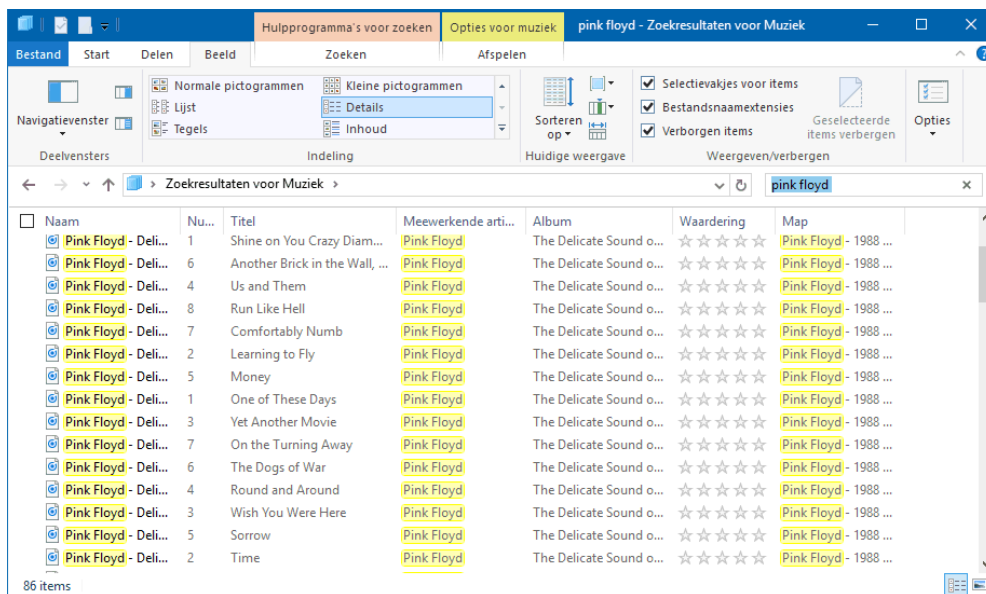 Hulpprogramma's voor zoeken Opties voor muziek pink floyd - Zoekresultaten voor Muziek
Bestand Start Delen Beeld Zoeken Afspelen
Normale pictogrammen Kleine pictogrammen Selectievakjes voor items
Lijst Details Bestandsnaamextensies
Navigatievenster Tegels Inhoud Sorteren op Verborgen items Geselecteerde items verbergen Opties
Deelvensters Indeling Huidige weergave Weergeven/verbergen
Zoekresultaten voor Muziek pink floyd
Naam Nu... Titel Meewerkende arti... Album Waardering Map
Pink Floyd - Deli... 1 Shine on You Crazy Diam... Pink Floyd The Delicate Sound o... Pink Floyd - 1988 ...
Pink Floyd - Deli... 6 Another Brick in the Wall, ... Pink Floyd The Delicate Sound o... Pink Floyd - 1988 ...
Pink Floyd - Deli... 4 Us and Them Pink Floyd The Delicate Sound o... Pink Floyd - 1988 ...
Pink Floyd - Deli... 8 Run Like Hell Pink Floyd The Delicate Sound o... Pink Floyd - 1988 ...
Pink Floyd - Deli... 7 Comfortably Numb Pink Floyd The Delicate Sound o... Pink Floyd - 1988 ...
Pink Floyd - Deli... 2 Learning to Fly Pink Floyd The Delicate Sound o... Pink Floyd - 1988 ...
Pink Floyd - Deli... 5 Money Pink Floyd The Delicate Sound o... Pink Floyd - 1988 ...
Pink Floyd - Deli... 1 One of These Days Pink Floyd The Delicate Sound o... Pink Floyd - 1988 ...
Pink Floyd - Deli... 3 Yet Another Movie Pink Floyd The Delicate Sound o... Pink Floyd - 1988 ...
Pink Floyd - Deli... 7 On the Turning Away Pink Floyd The Delicate Sound o... Pink Floyd - 1988 ...
Pink Floyd - Deli... 6 The Dogs of War Pink Floyd The Delicate Sound o... Pink Floyd - 1988 ...
Pink Floyd - Deli... 4 Round and Around Pink Floyd The Delicate Sound o... Pink Floyd - 1988 ...
Pink Floyd - Deli... 3 Wish You Were Here Pink Floyd The Delicate Sound o... Pink Floyd - 1988 ...
Pink Floyd - Deli... 5 Sorrow Pink Floyd The Delicate Sound o... Pink Floyd - 1988 ...
Pink Floyd - Deli... 2 Time Pink Floyd The Delicate Sound o... Pink Floyd - 1988 ...
86 items